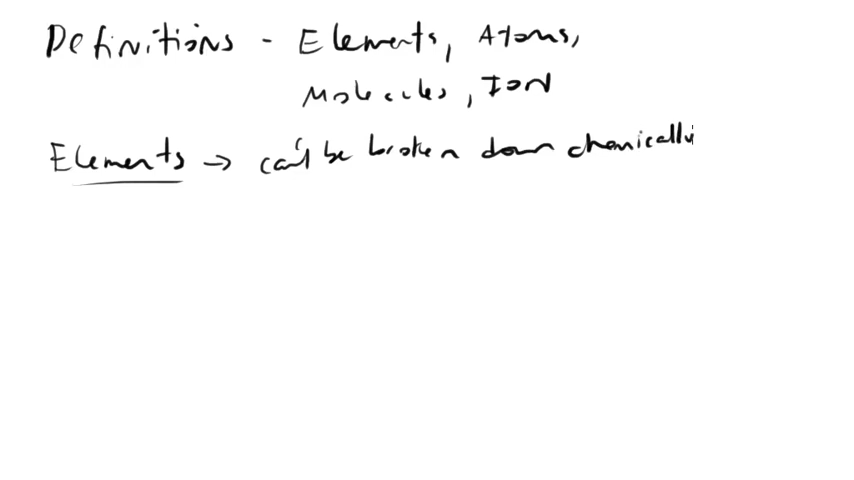 Definitions - Elements, Atoms,
Molecules, Ion
Elements → can't be broken down chemically